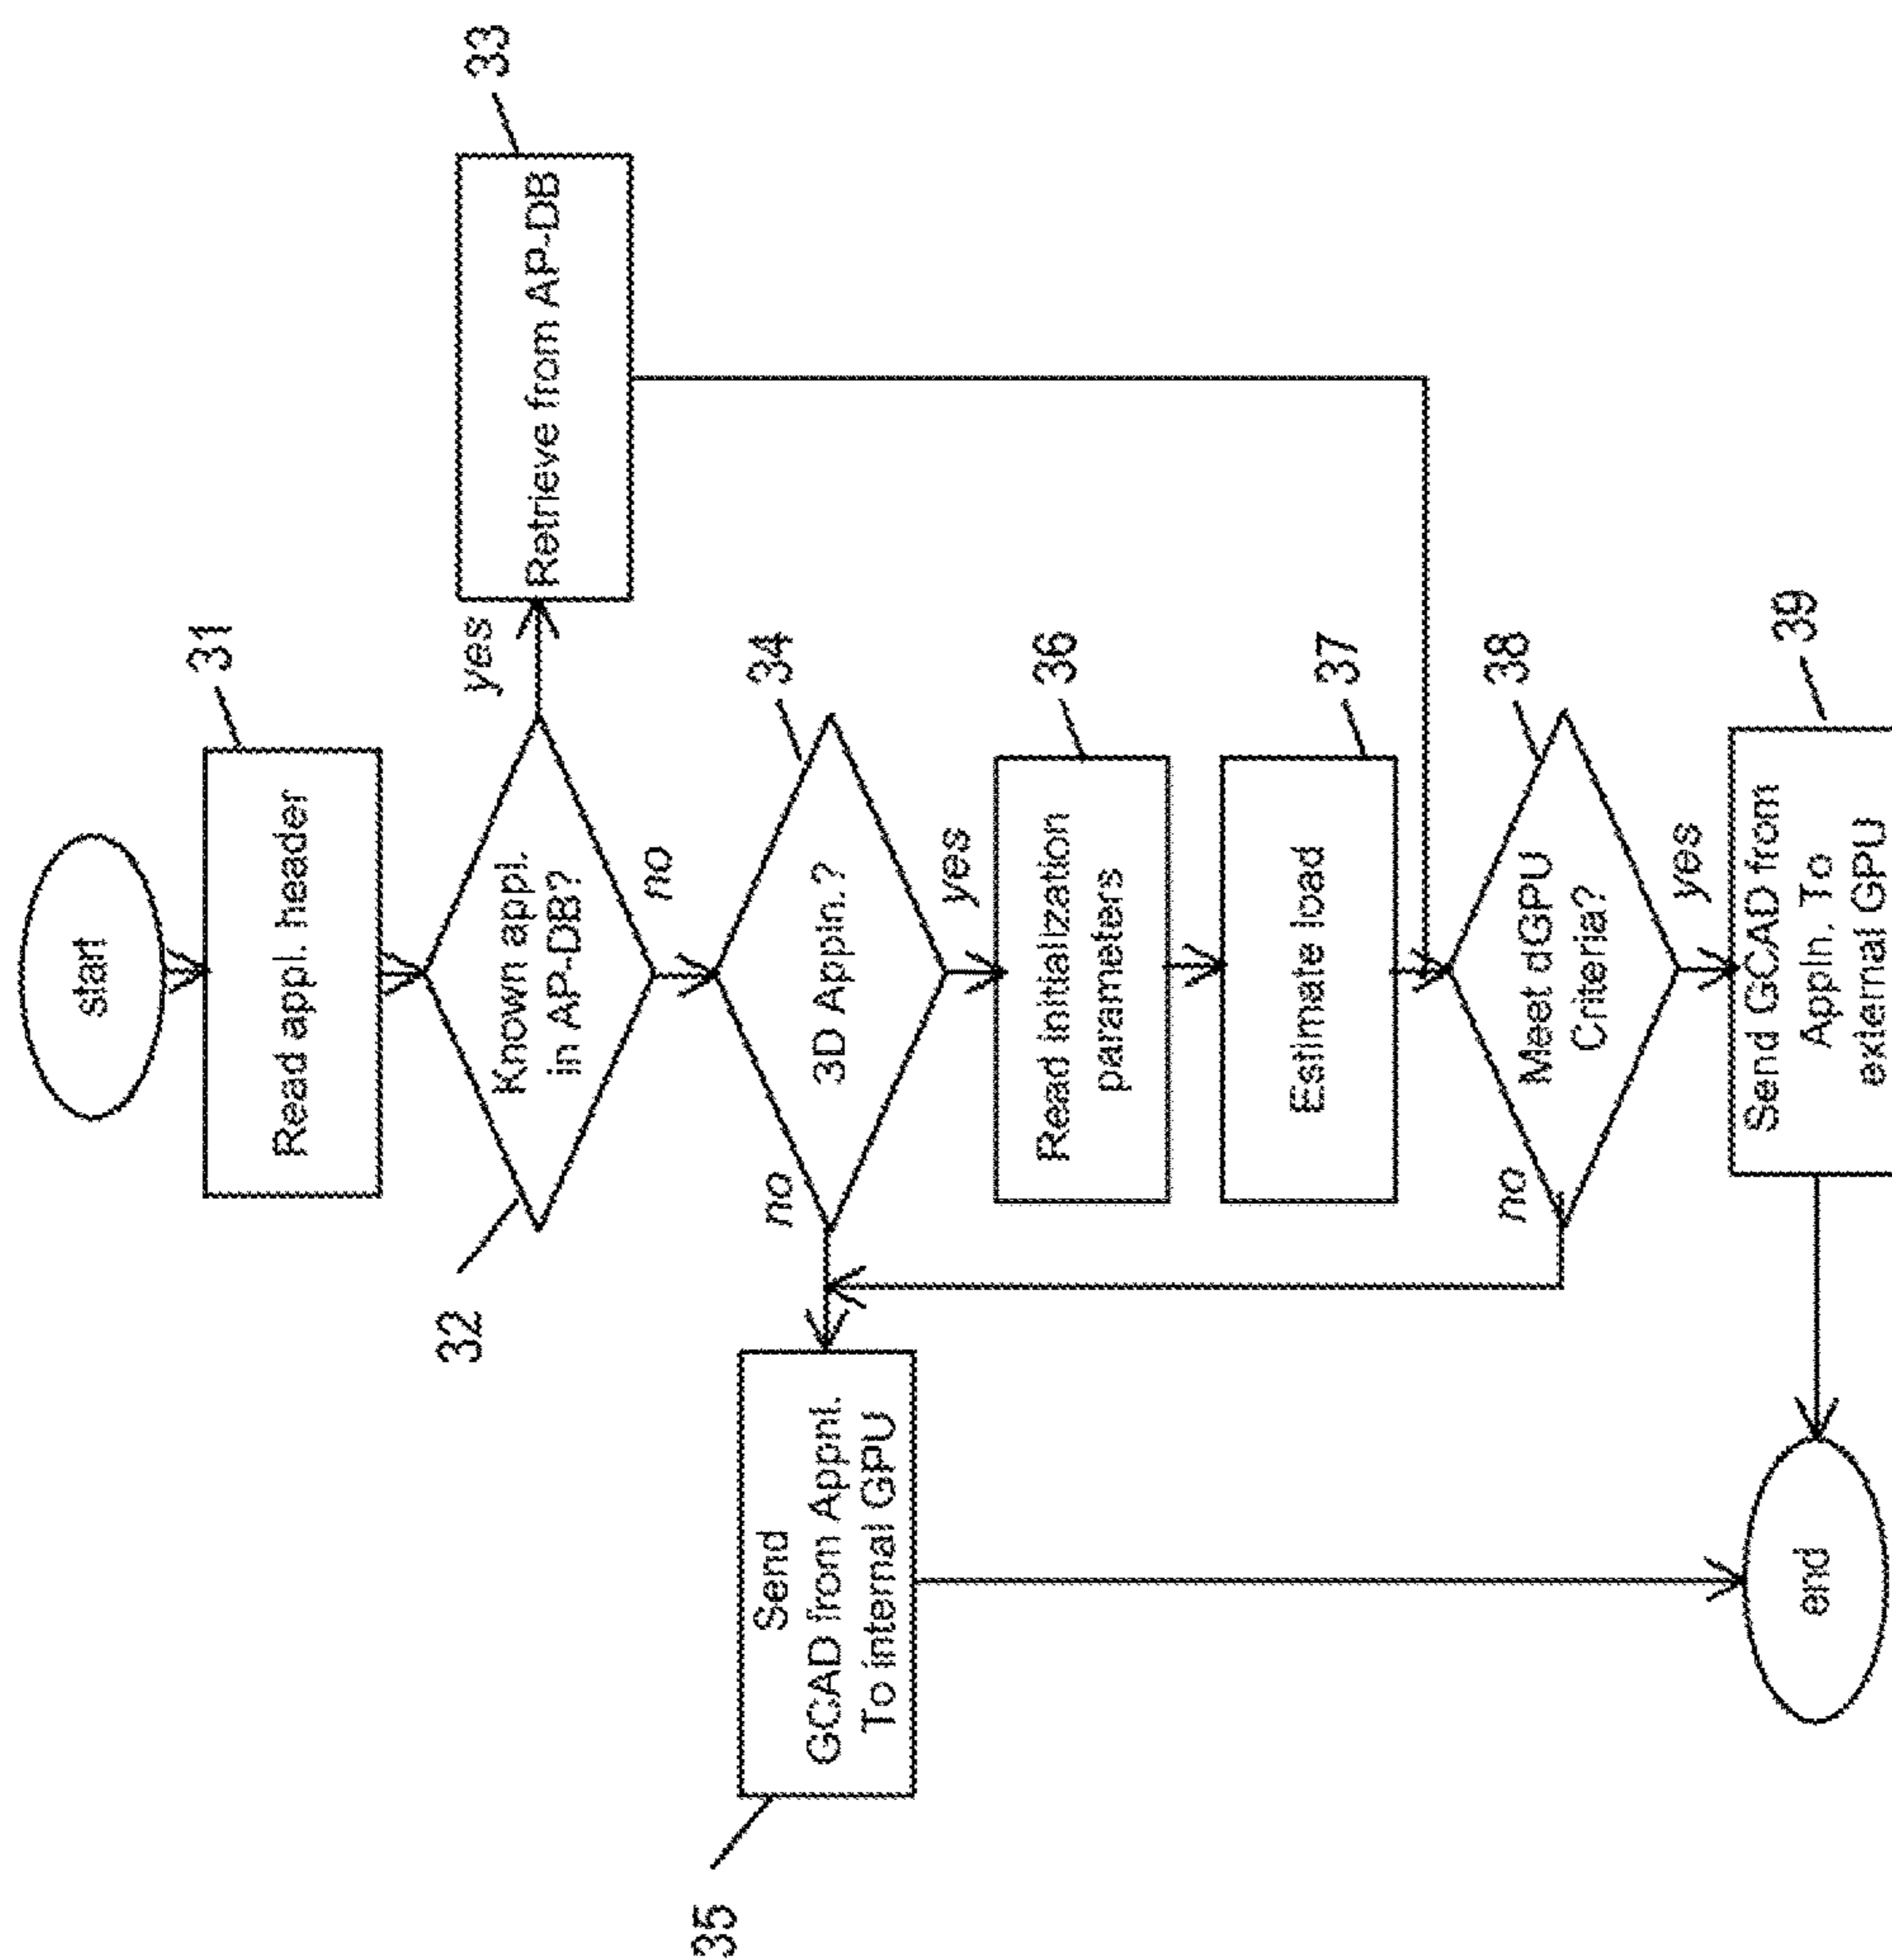 start
31
Read appl. header
32
Known appl.
in AP-DB?
yes
33
Retrieve from AP-DB
no
34
3D Appln.?
no
yes
35
Send
GCAD from Appnl.
To internal GPU
36
Read initialization
parameters
37
Estimate load
38
Meet dGPU
Criteria?
no
yes
39
Send GCAD from
Appln. To
external GPU
end